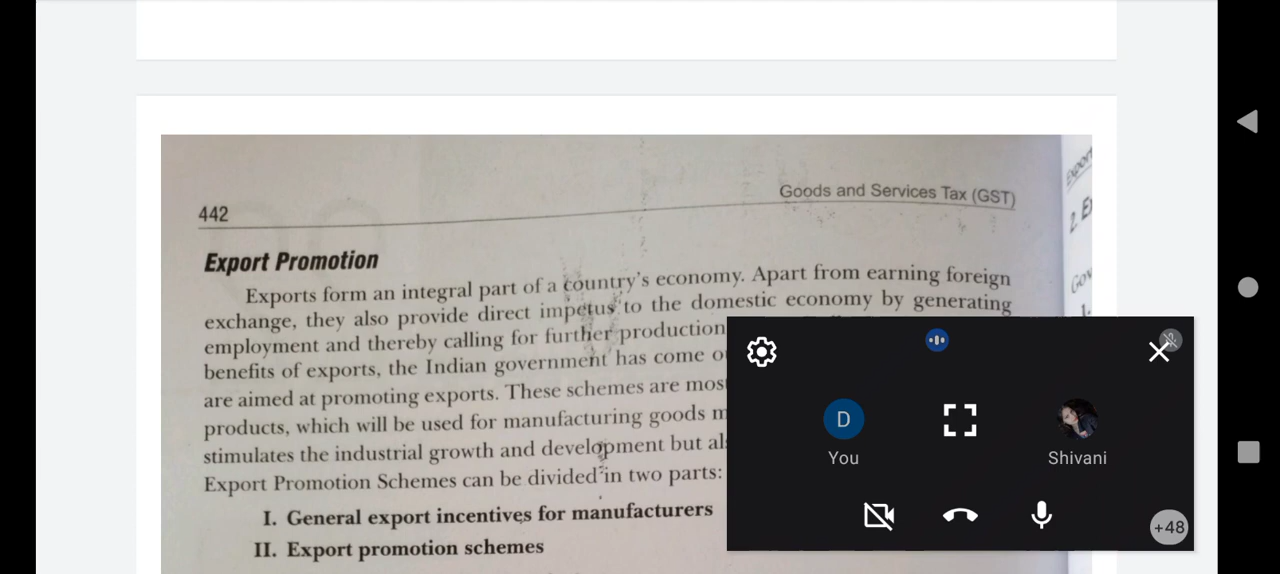 442
Goods and Services Tax (GST)
Export Promotion
Exports form an integral part of a country's economy. Apart from earning foreign
exchange, they also provide direct impetus to the domestic economy by generating
employment and thereby calling for further production
benefits of exports, the Indian government has come
are aimed at promoting exports. These schemes are
products, which will be used for manufacturing goods
stimulates the industrial growth and development but
Export Promotion Schemes can be divided in two parts:
I. General export incentives for manufacturers
II. Export promotion schemes
2.
D
You
Shivani
+48